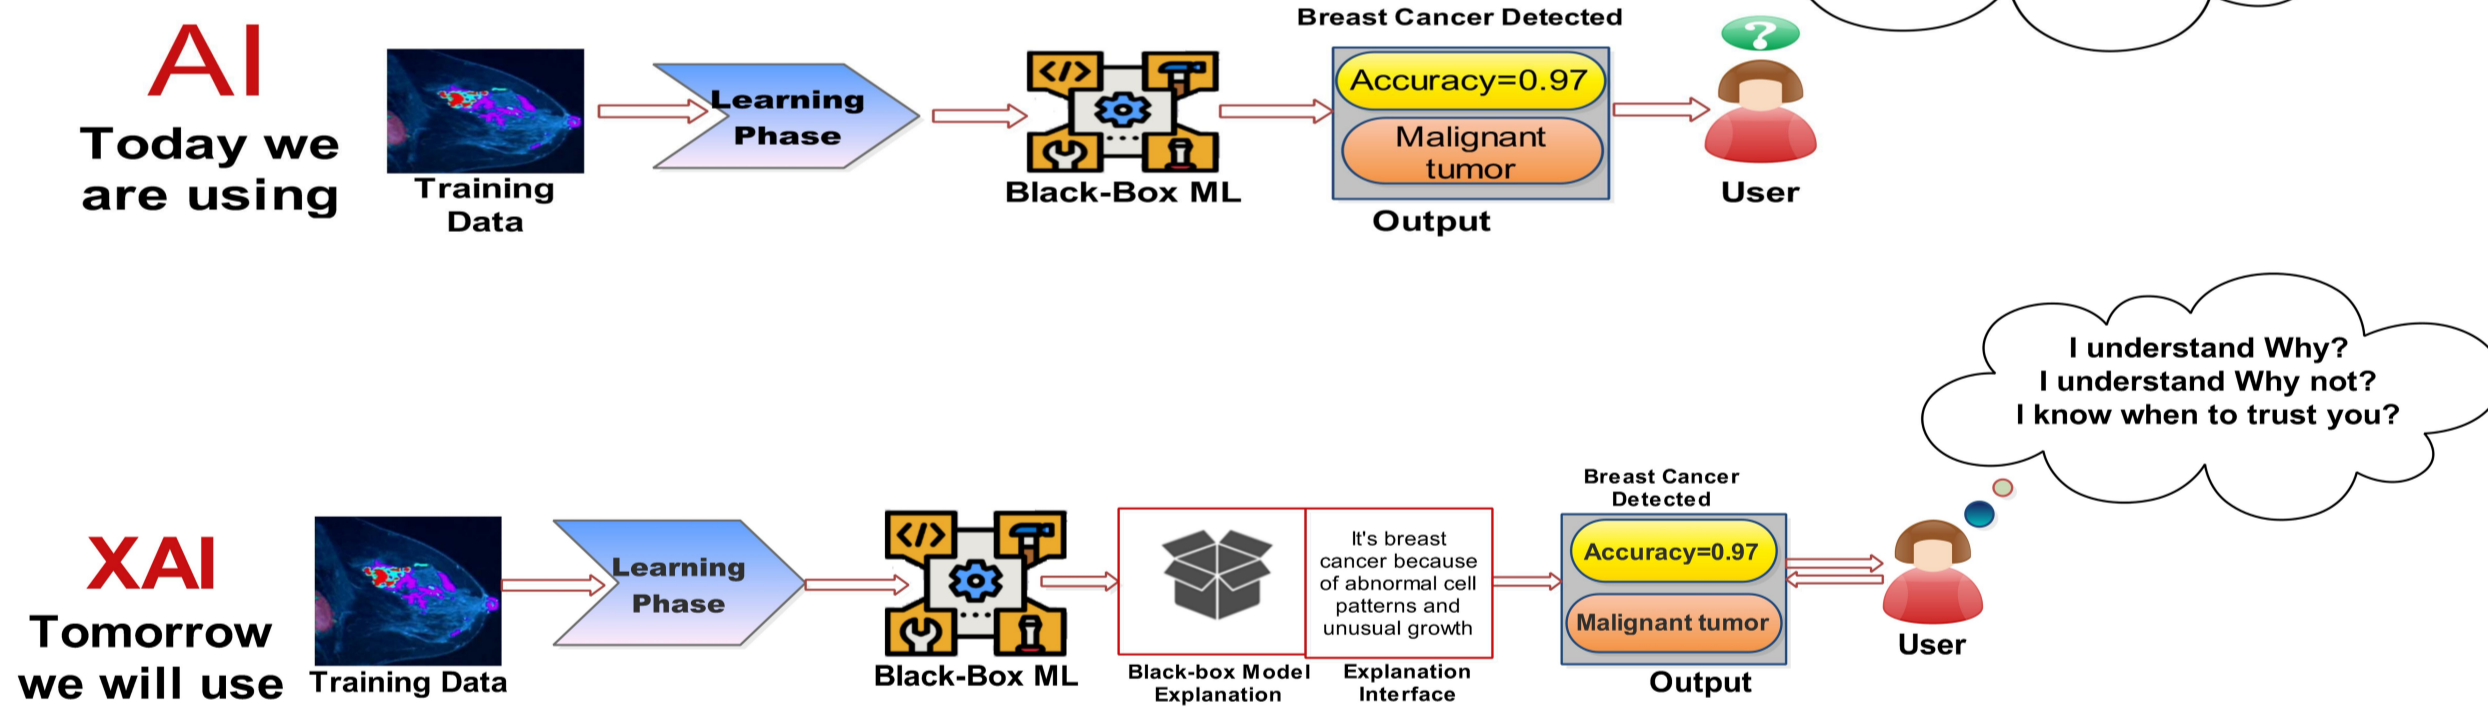 AI
Today we
are using
Training
Data
Learning
Phase
</>
Black-Box ML
Breast Cancer Detected
Accuracy=0.97
Malignant
tumor
Output
?
User
I understand Why?
I understand Why not?
I know when to trust you?
XAI
Tomorrow
we will use
Training Data
Learning
Phase
</>
Black-Box ML
Black-box Model
Explanation
It's breast
cancer because
of abnormal cell
patterns and
unusual growth
Explanation
Interface
Breast Cancer
Detected
Accuracy=0.97
Malignant tumor
Output
User